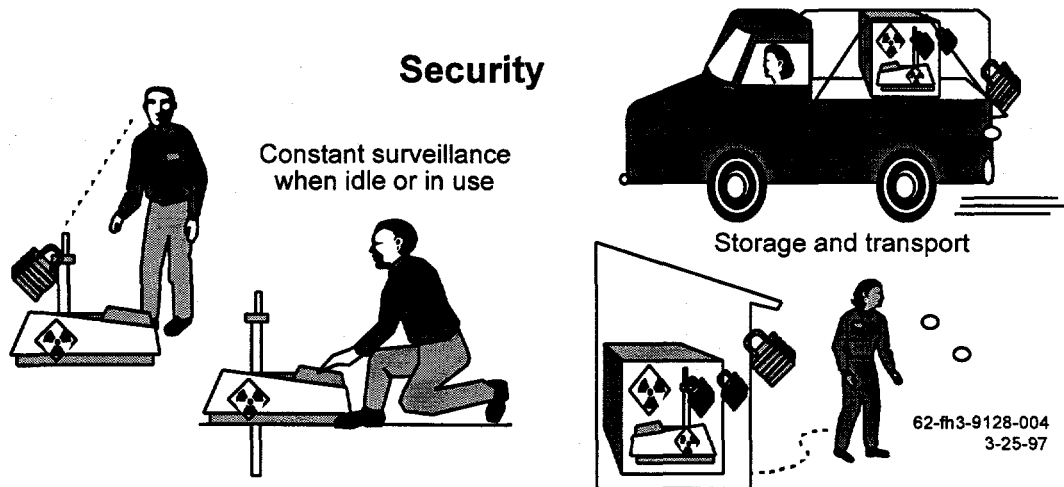 Security
Constant surveillance
when idle or in use
Storage and transport
62-fh3-9128-004
3-25-97